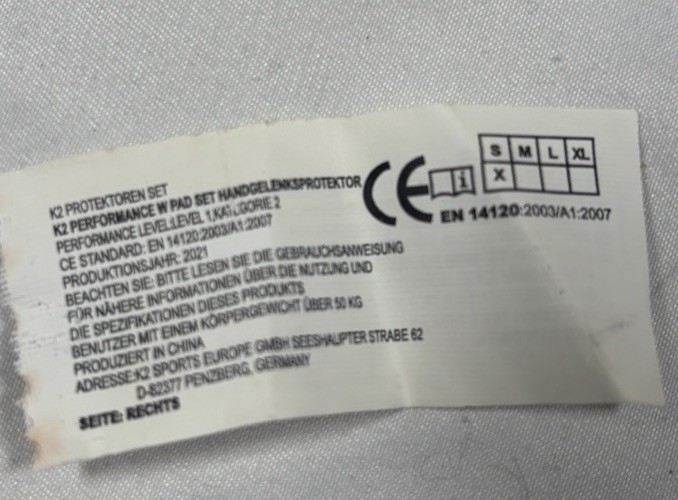 K2 PROTEKTOREN SET
K2 PERFORMANCE W PAD SET HANDGELENKSPROTEKTOR
PERFORMANCE LEVEL:LEVEL 1,KATEGORIE 2
CE STANDARD: EN 14120:2003/A1:2007
PRODUKTIONSJAHR: 2021
BEACHTEN SIE: BITTE LESEN SIE DIE GEBRAUCHSANWEISUNG
FÜR NÄHERE INFORMATIONEN ÜBER DIE NUTZUNG UND
DIE SPEZIFIKATIONEN DIESES PRODUKTS
BENUTZER MIT EINEM KÖRPERGEWICHT ÜBER 50 KG
PRODUZIERT IN CHINA
ADRESSE:K2 SPORTS EUROPE GMBH SEESHAUPTER STRABE 62
D-82377 PENZBERG, GERMANY
SEITE: RECHTS
CE i
S M L XL
X
EN 14120:2003/A1:2007